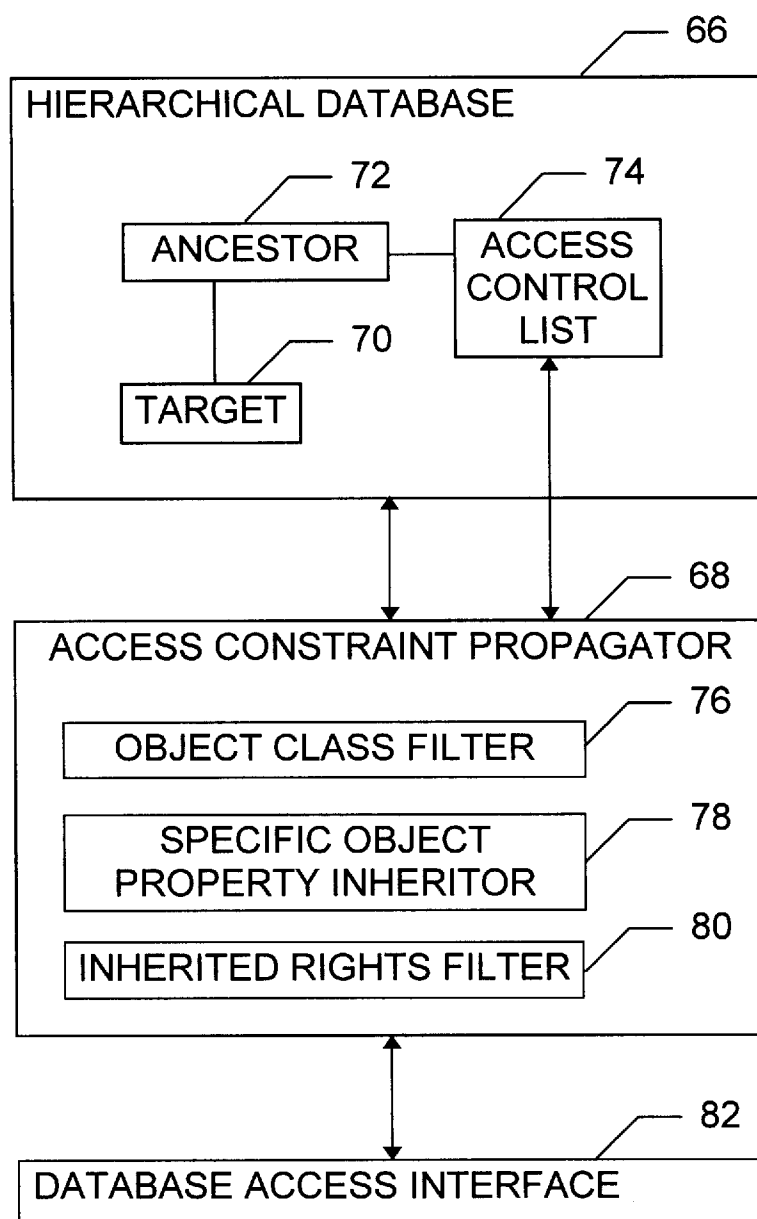 66
HIERARCHICAL DATABASE
72
74
ANCESTOR
ACCESS
CONTROL
LIST
70
TARGET
68
ACCESS CONSTRAINT PROPAGATOR
76
OBJECT CLASS FILTER
78
SPECIFIC OBJECT
PROPERTY INHERITOR
80
INHERITED RIGHTS FILTER
82
DATABASE ACCESS INTERFACE